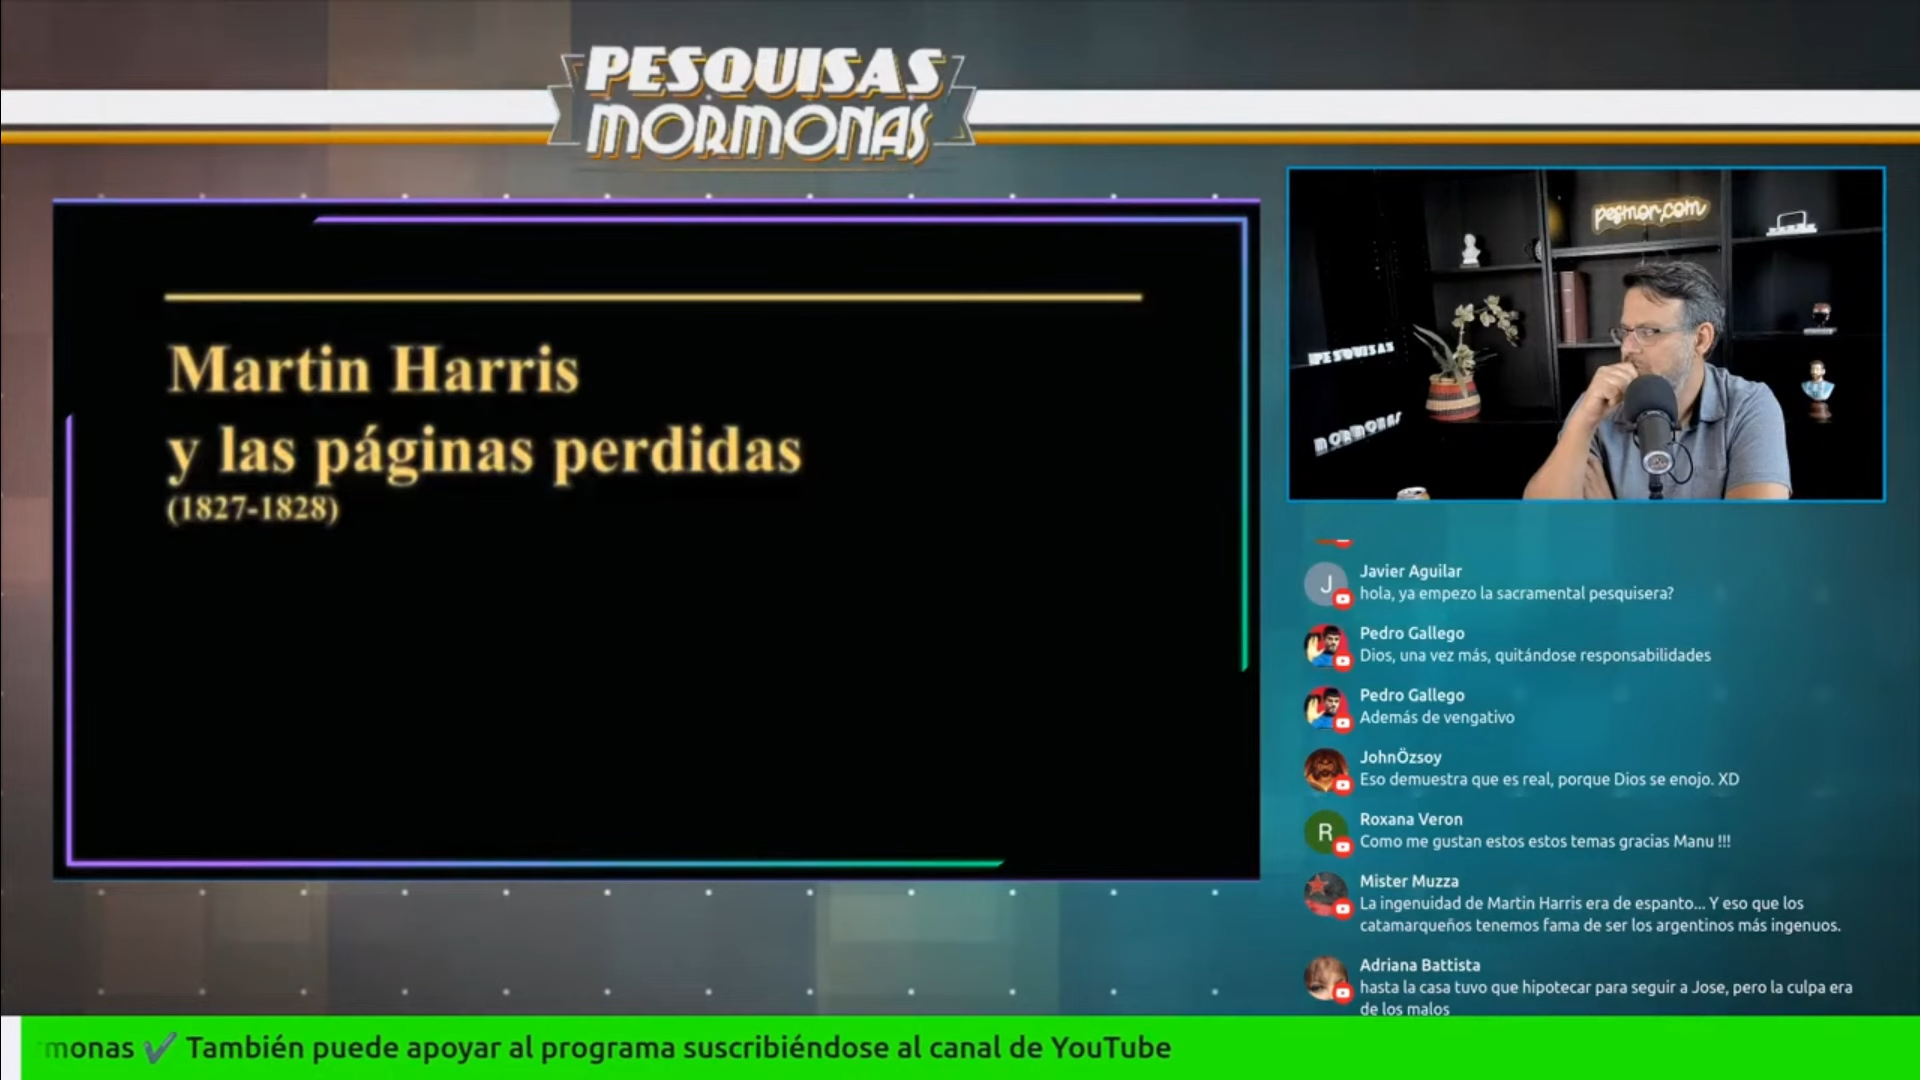 PESQUISAS
MORMONAS
Martin Harris
y las páginas perdidas
(1827-1828)
pesmor.com
PESQUISAS
MORMONAS
J
Javier Aguilar
hola, ya empezo la sacramental pesquisera?
Pedro Gallego
Dios, una vez más, quitándose responsabilidades
Pedro Gallego
Además de vengativo
JohnÖzsoy
Eso demuestra que es real, porque Dios se enojo. XD
R
Roxana Veron
Como me gustan estos estos temas gracias Manu !!!
Mister Muzza
La ingenuidad de Martin Harris era de espanto... Y eso que los
catamarqueños tenemos fama de ser los argentinos más ingenuos.
Adriana Battista
hasta la casa tuvo que hipotecar para seguir a Jose, pero la culpa era
de los malos
monas ✔ También puede apoyar al programa suscribiéndose al canal de YouTube